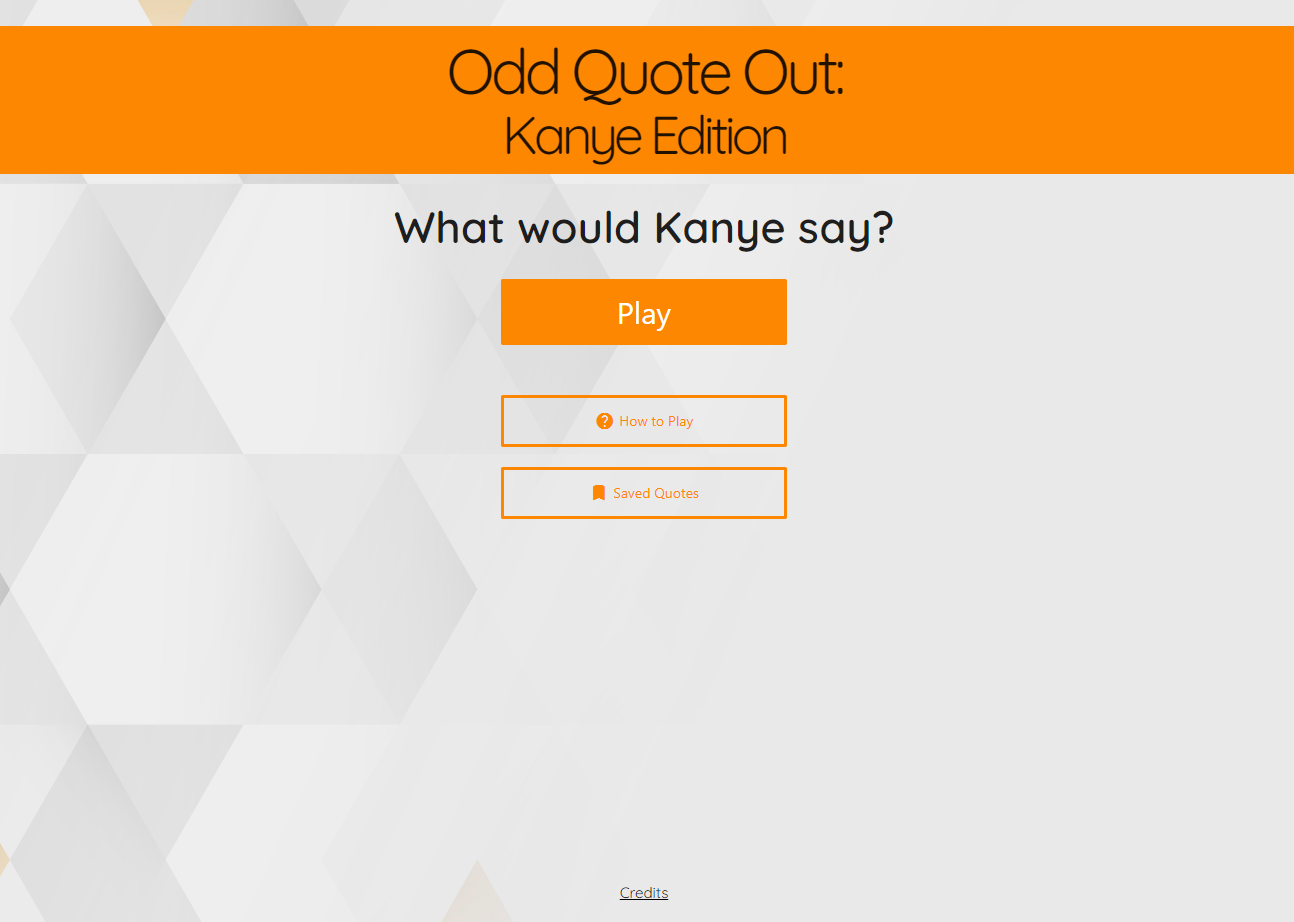 Odd Quote Out:
Kanye Edition
What would Kanye say?
Play
How to Play
Saved Quotes
Credits